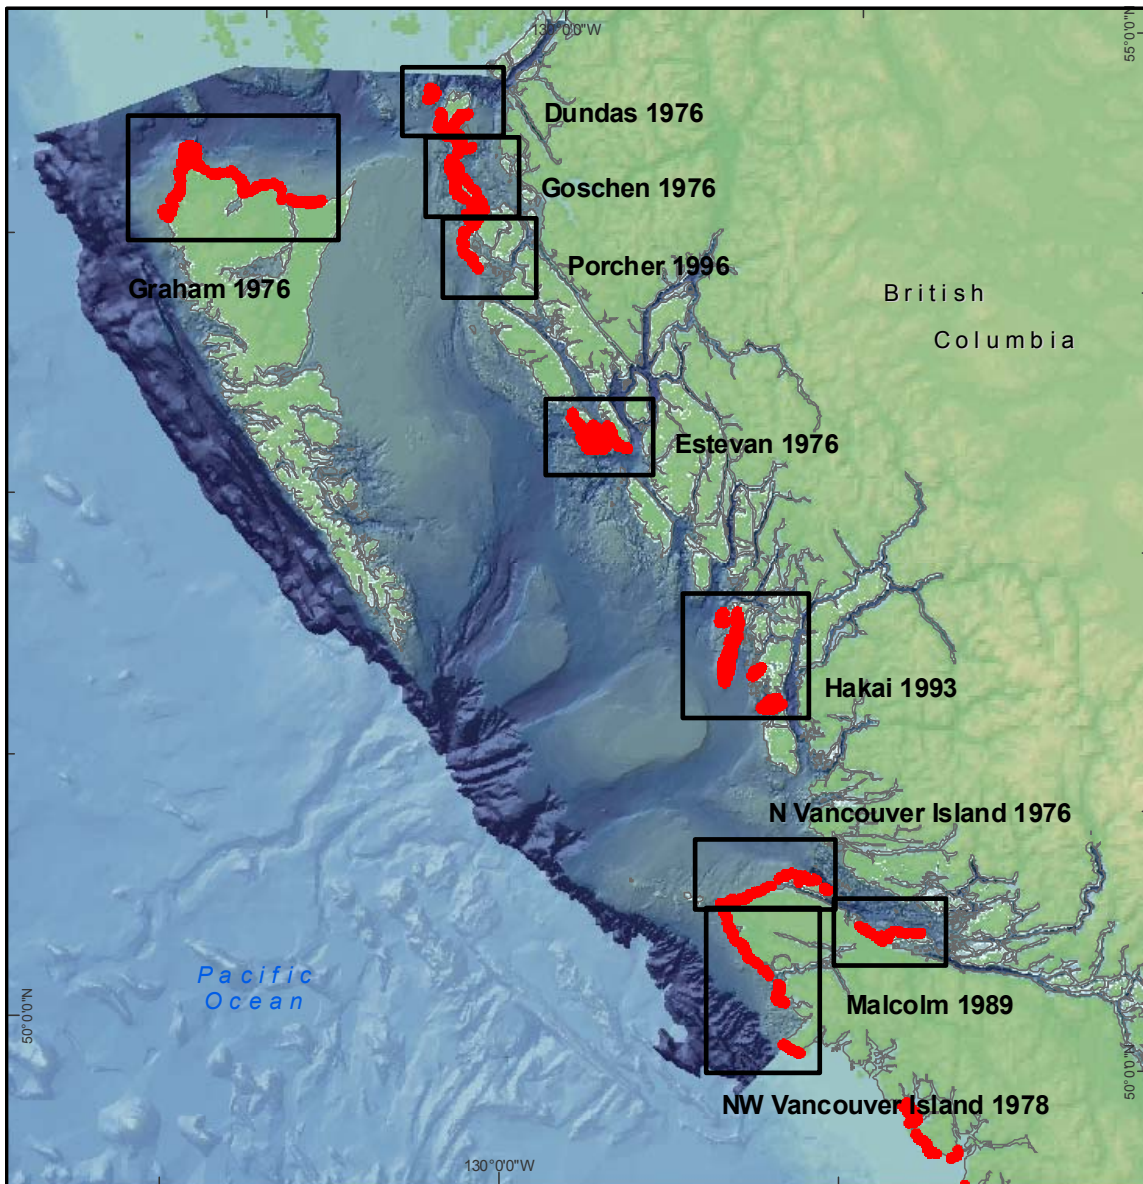 130°0'0"W
55°0'0"N
Dundas 1976
Goschen 1976
Porcher 1996
Graham 1976
British
Columbia
Estevan 1976
Hakai 1993
N Vancouver Island 1976
Pacific
Ocean
Malcolm 1989
50°0'0"N
50°0'0"N
NW Vancouver Island 1978
130°0'0"W